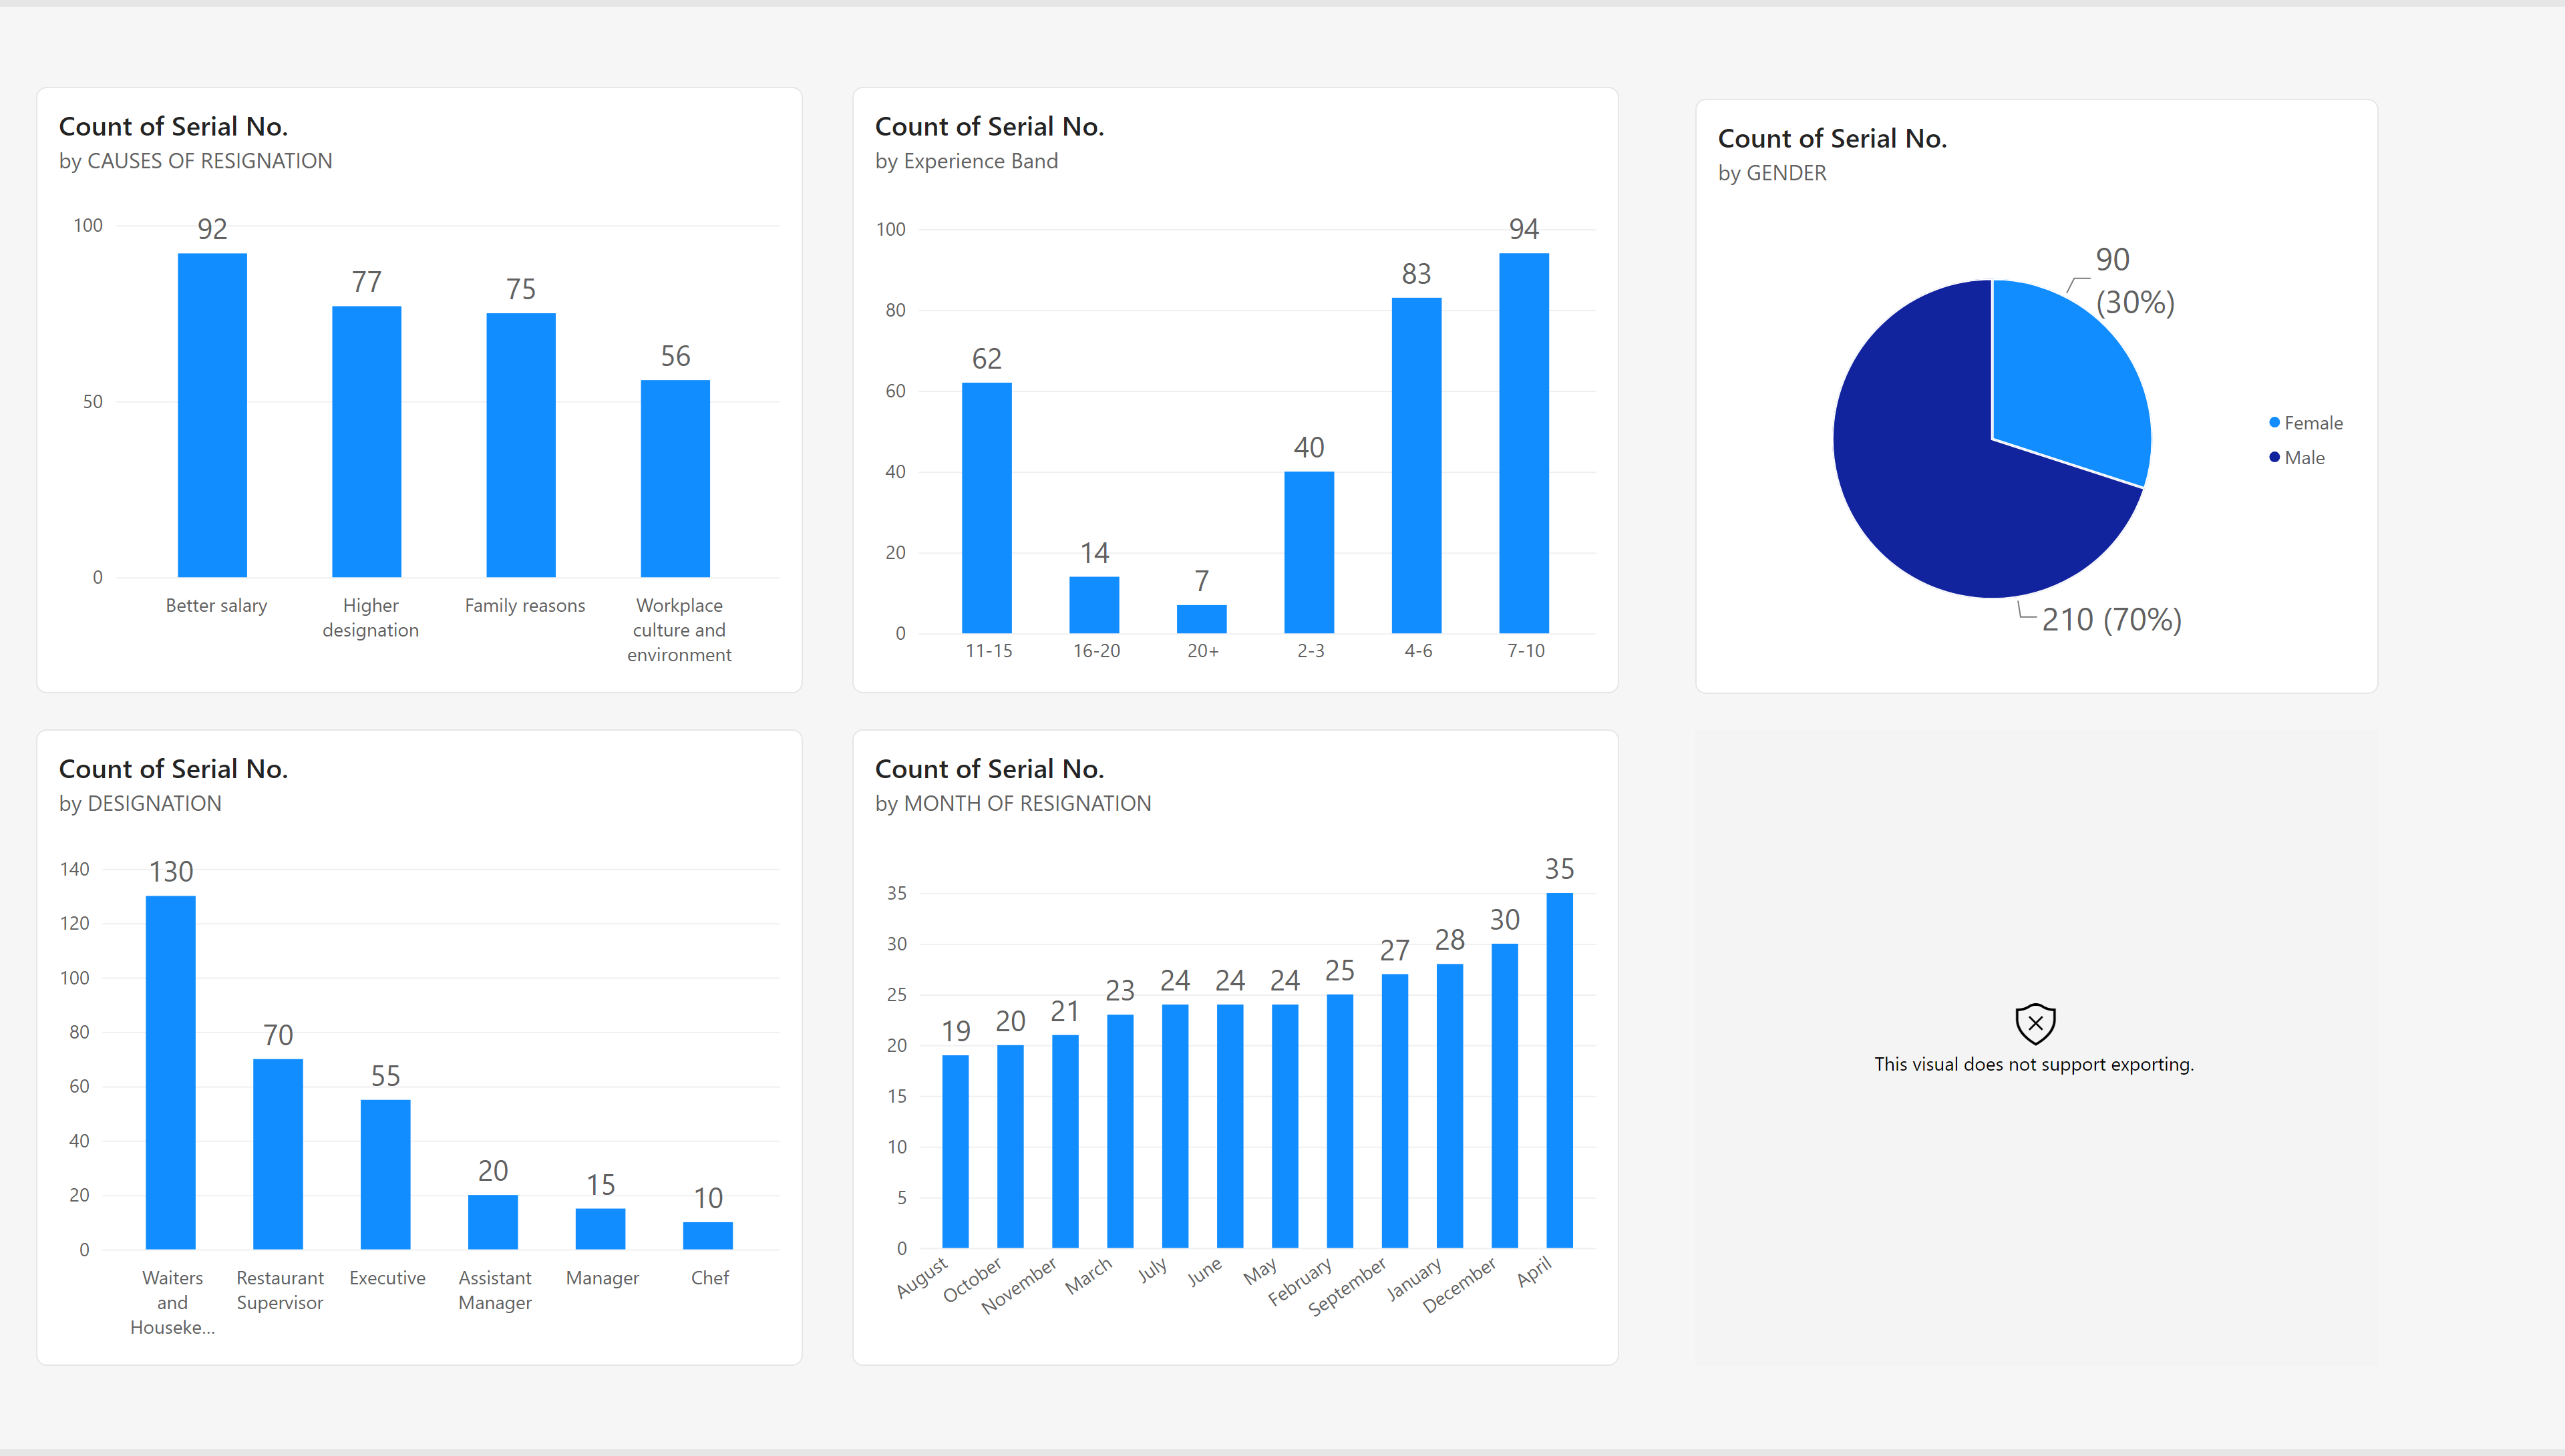 Count of Serial No.
by CAUSES OF RESIGNATION
100
50
0
92
77
75
56
Better salary
Higher
designation
Family reasons
Workplace
culture and
environment
Count of Serial No.
by Experience Band
100
80
60
40
20
0
62
14
7
40
83
94
11-15
16-20
20+
2-3
4-6
7-10
Count of Serial No.
by GENDER
90
(30%)
210 (70%)
Female
Male
Count of Serial No.
by DESIGNATION
140
120
100
80
60
40
20
0
130
70
55
20
15
10
Waiters
and
Houseke...
Restaurant
Supervisor
Executive
Assistant
Manager
Manager
Chef
Count of Serial No.
by MONTH OF RESIGNATION
35
30
25
20
15
10
5
0
19
20
21
23
24
24
24
25
27
28
30
35
August
October
November
March
July
June
May
February
September
January
December
April
This visual does not support exporting.